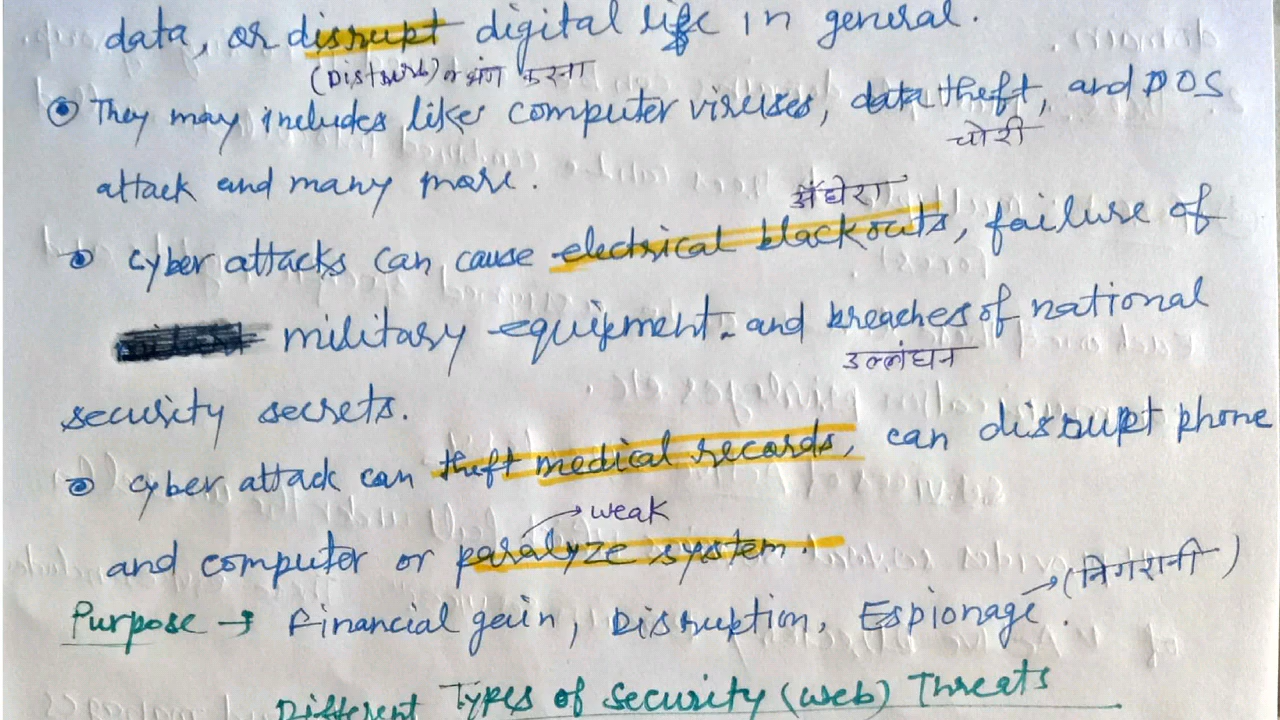 data, or disrupt digital life in general.
(Disturb) or भंग करना
They may includes like computer viruses, data theft, and DOS
चोरी
attack and many more.
अंधेरा
cyber attacks can cause electrical blackouts, failure of
military equipment. and breaches of national
उल्लंघन
security secrets.
cyber attack can theft medical records, can disrupt phone
→ weak
and computer or paralyze system.
→ (निगरानी)
Purpose → Financial gain, Disruption, Espionage.
Different Types of Security (web) Threats